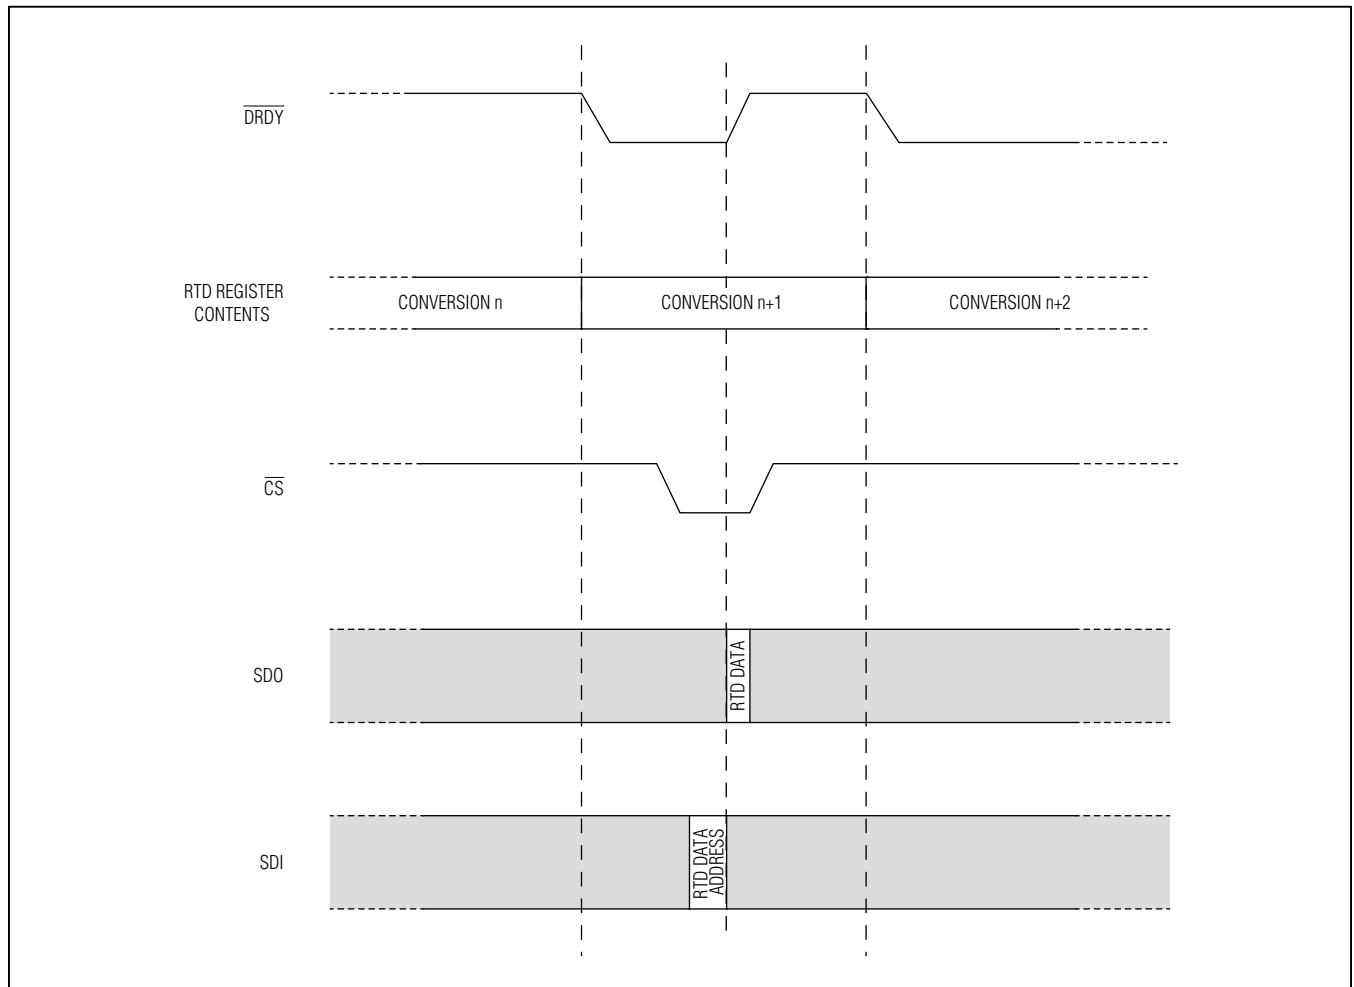 DRDY
RTD REGISTER
CONTENTS
CONVERSION n
CONVERSION n+1
CONVERSION n+2
CS
SDO
RTD DATA
SDI
RTD DATA
ADDRESS